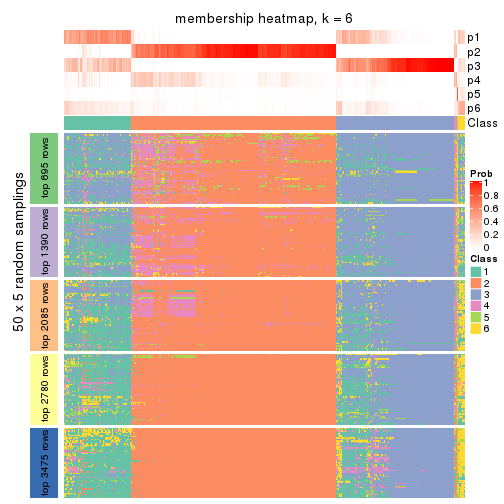 membership heatmap, k = 6
p1
p2
p3
p4
p5
p6
Class
50 x 5 random samplings
top 695 rows
top 1390 rows
top 2085 rows
top 2780 rows
top 3475 rows
Prob
1
0.8
0.6
0.4
0.2
0
Class
1
2
3
4
5
6